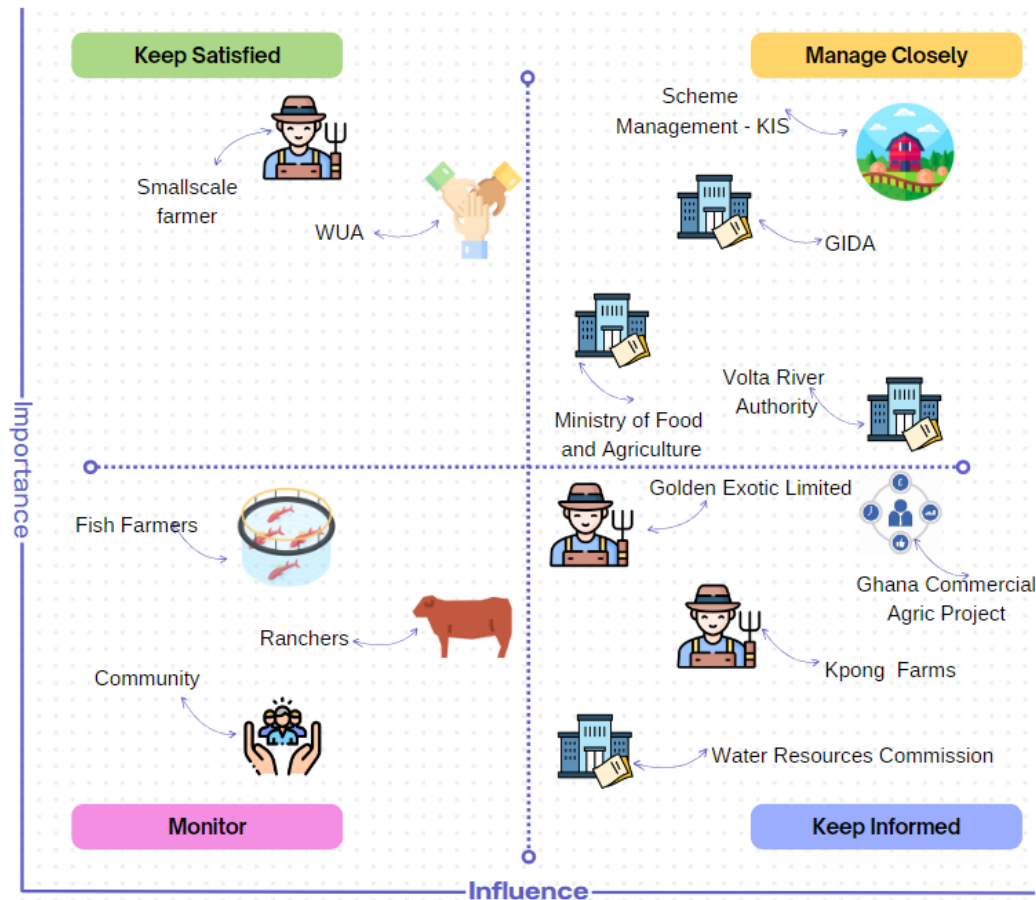 Keep Satisfied
Manage Closely
Scheme
Management - KIS
Smallscale
farmer
WUA
GIDA
Volta River
Authority
Ministry of Food
and Agriculture
Importance
Golden Exotic Limited
Fish Farmers
Ghana Commercial
Agric Project
Ranchers
Kpong Farms
Community
Water Resources Commission
Monitor
Keep Informed
Influence